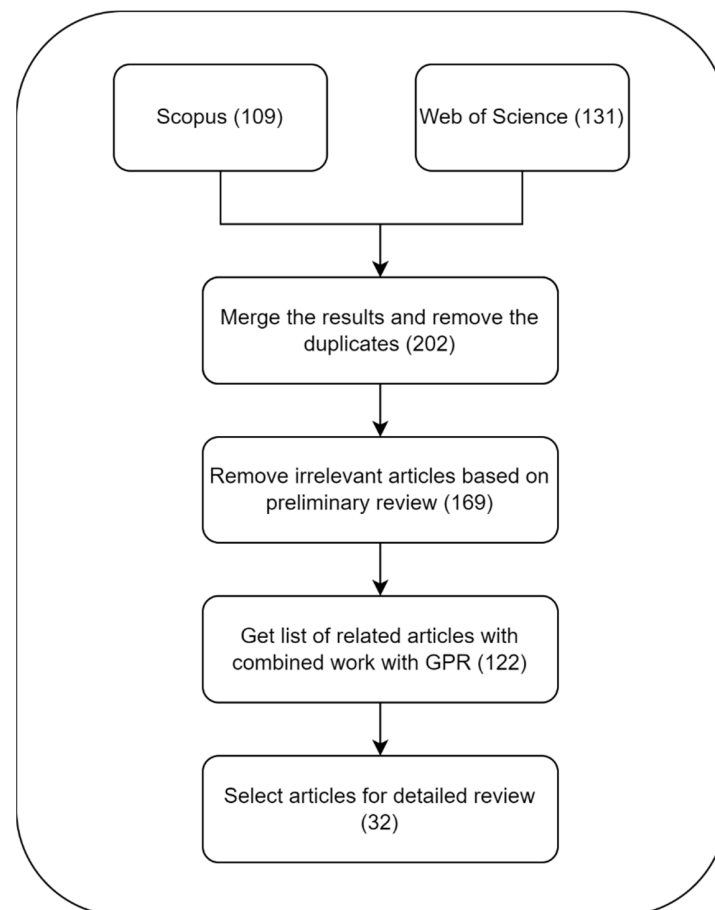 Scopus (109)
Web of Science (131)
Merge the results and remove the
duplicates (202)
Remove irrelevant articles based on
preliminary review (169)
Get list of related articles with
combined work with GPR (122)
Select articles for detailed review
(32)